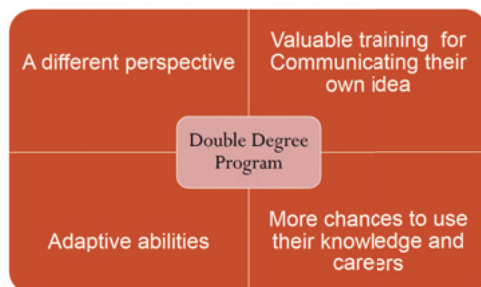 A different perspective
Valuable training for
Communicating their
own idea
Double Degree
Program
Adaptive abilities
More chances to use
their knowledge and
careers